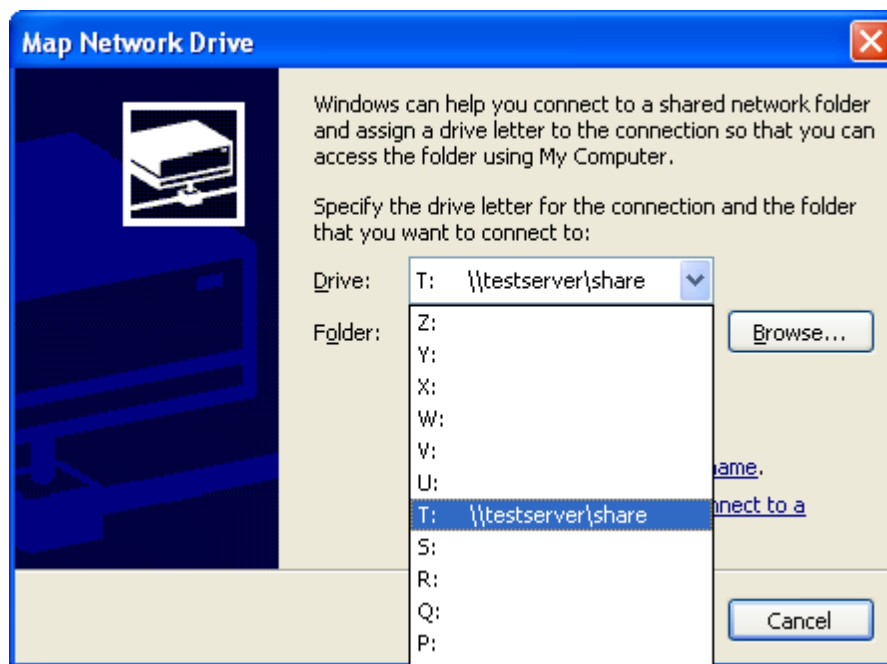 Map Network Drive
Windows can help you connect to a shared network folder
and assign a drive letter to the connection so that you can
access the folder using My Computer.
Specify the drive letter for the connection and the folder
that you want to connect to:
Drive: T: \\testserver\share
Folder:
Z:
Browse...
Y:
X:
W:
V:
U:
T: \\testserver\share
nnect to a
S:
R:
Q:
Cancel
P: